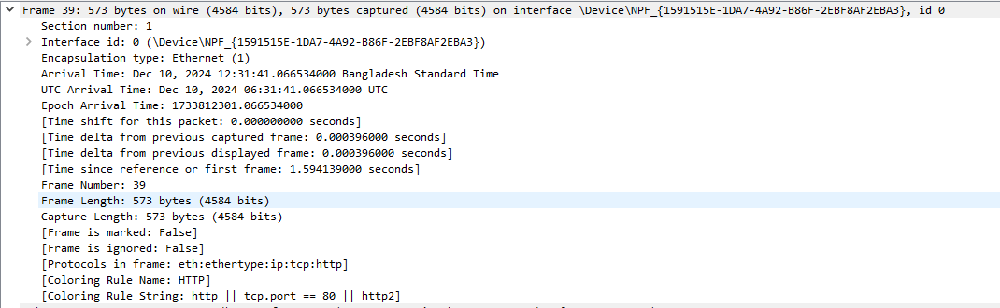 Frame 39: 573 bytes on wire (4584 bits), 573 bytes captured (4584 bits) on interface \Device\NPF_{1591515E-1DA7-4A92-B86F-2EBF8AF2EBA3}, id 0
Section number: 1
Interface id: 0 (\Device\NPF_{1591515E-1DA7-4A92-B86F-2EBF8AF2EBA3})
Encapsulation type: Ethernet (1)
Arrival Time: Dec 10, 2024 12:31:41.066534000 Bangladesh Standard Time
UTC Arrival Time: Dec 10, 2024 06:31:41.066534000 UTC
Epoch Arrival Time: 1733812301.066534000
[Time shift for this packet: 0.000000000 seconds]
[Time delta from previous captured frame: 0.000396000 seconds]
[Time delta from previous displayed frame: 0.000396000 seconds]
[Time since reference or first frame: 1.594139000 seconds]
Frame Number: 39
Frame Length: 573 bytes (4584 bits)
Capture Length: 573 bytes (4584 bits)
[Frame is marked: False]
[Frame is ignored: False]
[Protocols in frame: eth:ethertype:ip:tcp:http]
[Coloring Rule Name: HTTP]
[Coloring Rule String: http || tcp.port == 80 || http2]